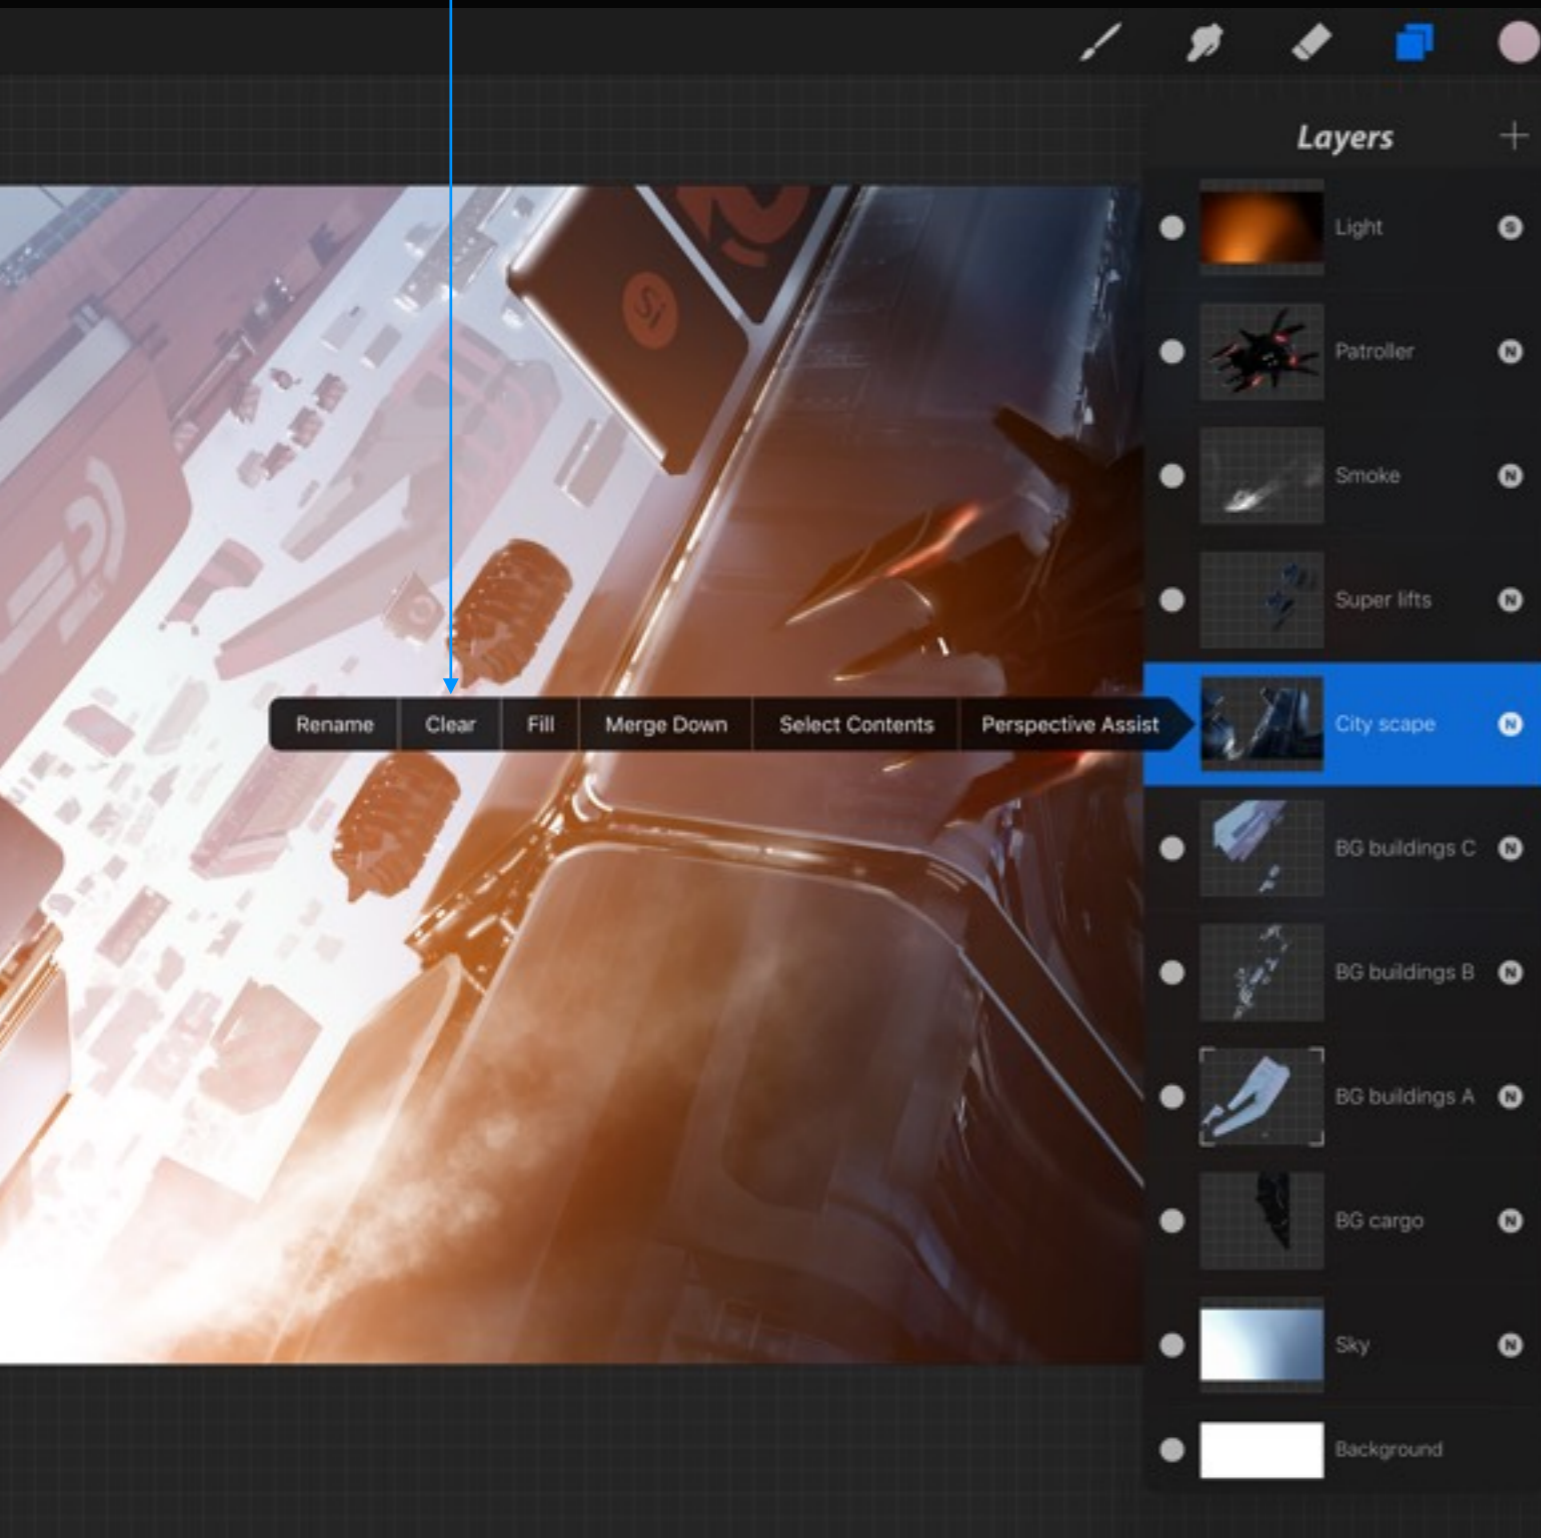 Layers
Light
S
Patroller
N
Smoke
N
Super lifts
N
Rename Clear Fill Merge Down Select Contents Perspective Assist
City scape
N
BG buildings C
N
BG buildings B
N
BG buildings A
N
BG cargo
N
Sky
N
Background